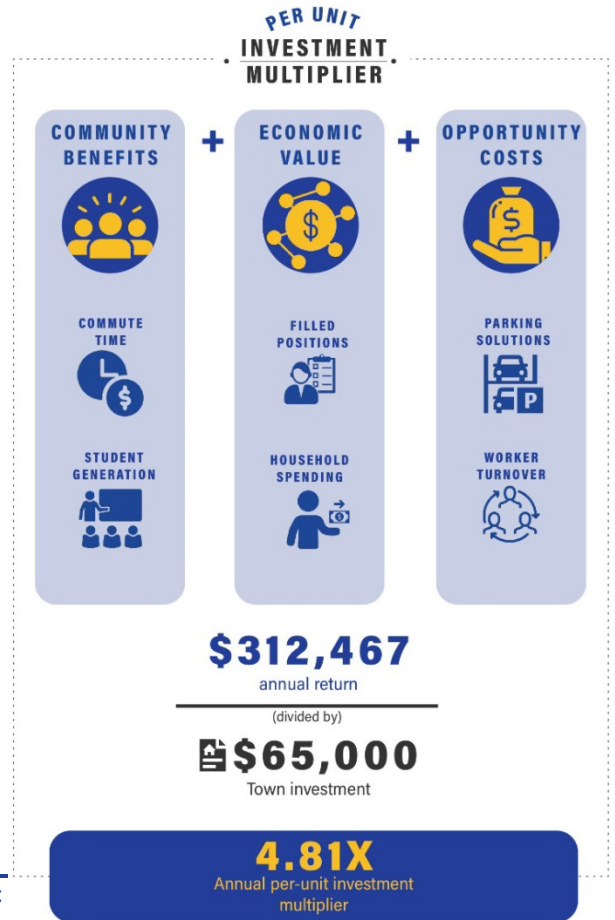 PER UNIT
INVESTMENT
MULTIPLIER
COMMUNITY
BENEFITS
+
ECONOMIC
VALUE
+
OPPORTUNITY
COSTS
$
$
COMMUTE
TIME
$
FILLED
POSITIONS
PARKING
SOLUTIONS
P
STUDENT
GENERATION
HOUSEHOLD
SPENDING
WORKER
TURNOVER
$312,467
annual return
(divided by)
$65,000
Town investment
4.81X
Annual per-unit investment
multiplier